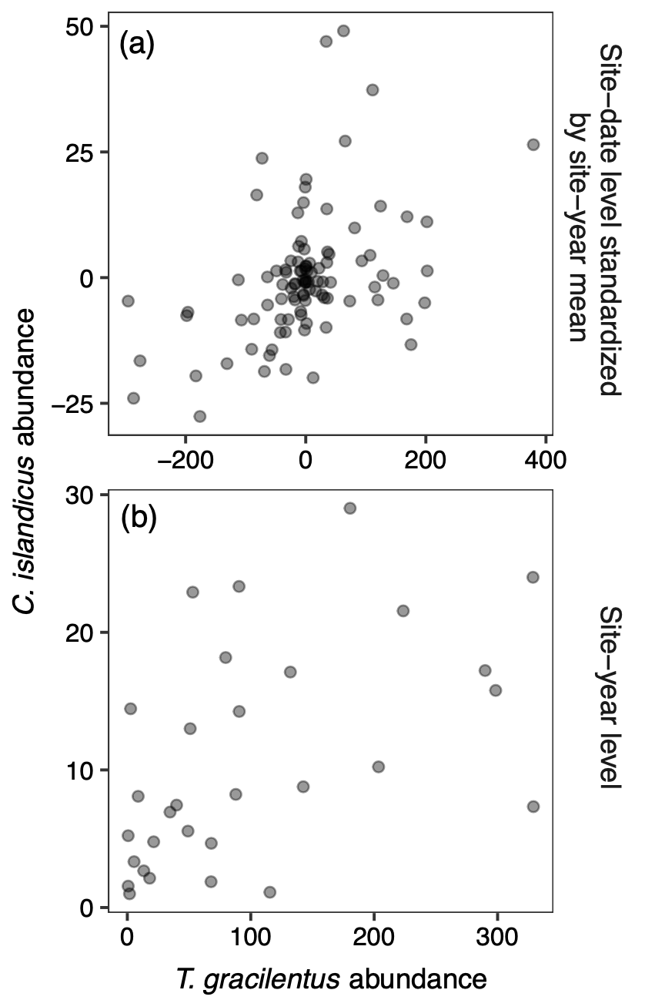 (a)
50
25
0
−25
−200
0
200
400
Site−date level standardized
by site−year mean
(b)
30
20
10
0
0
100
200
300
Site−year level
C. islandicus abundance
T. gracilentus abundance